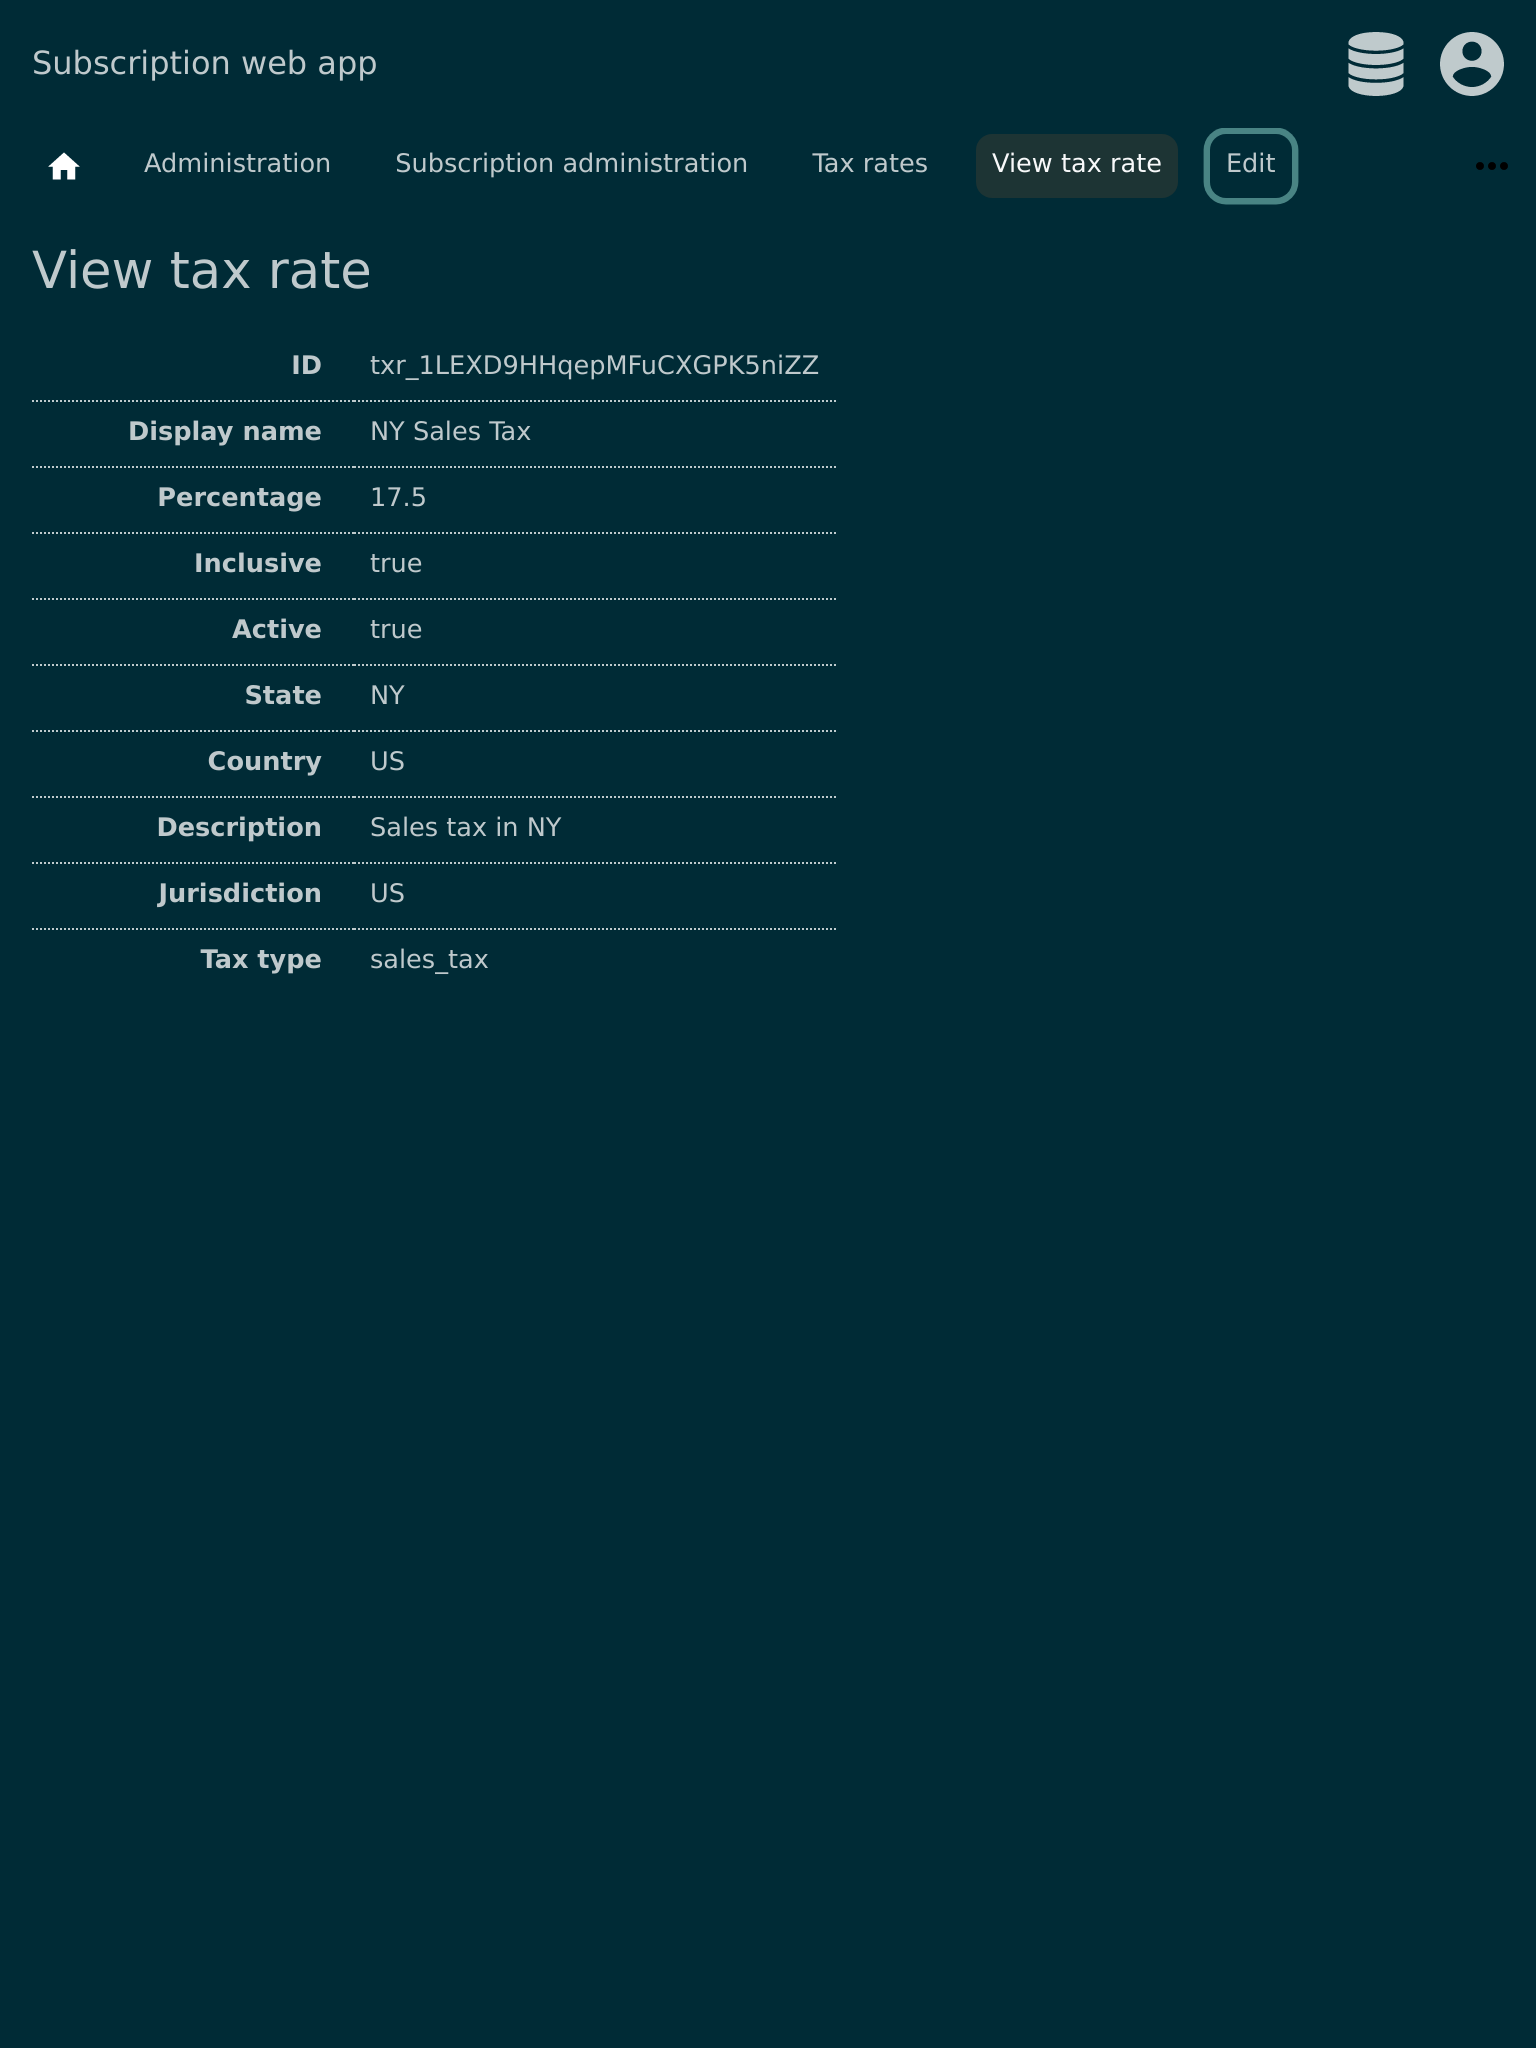 Subscription web app
Administration Subscription administration Tax rates View tax rate Edit
View tax rate
ID txr_1LEXD9HHqepMFuCXGPK5niZZ
Display name NY Sales Tax
Percentage 17.5
Inclusive true
Active true
State NY
Country US
Description Sales tax in NY
Jurisdiction US
Tax type sales_tax